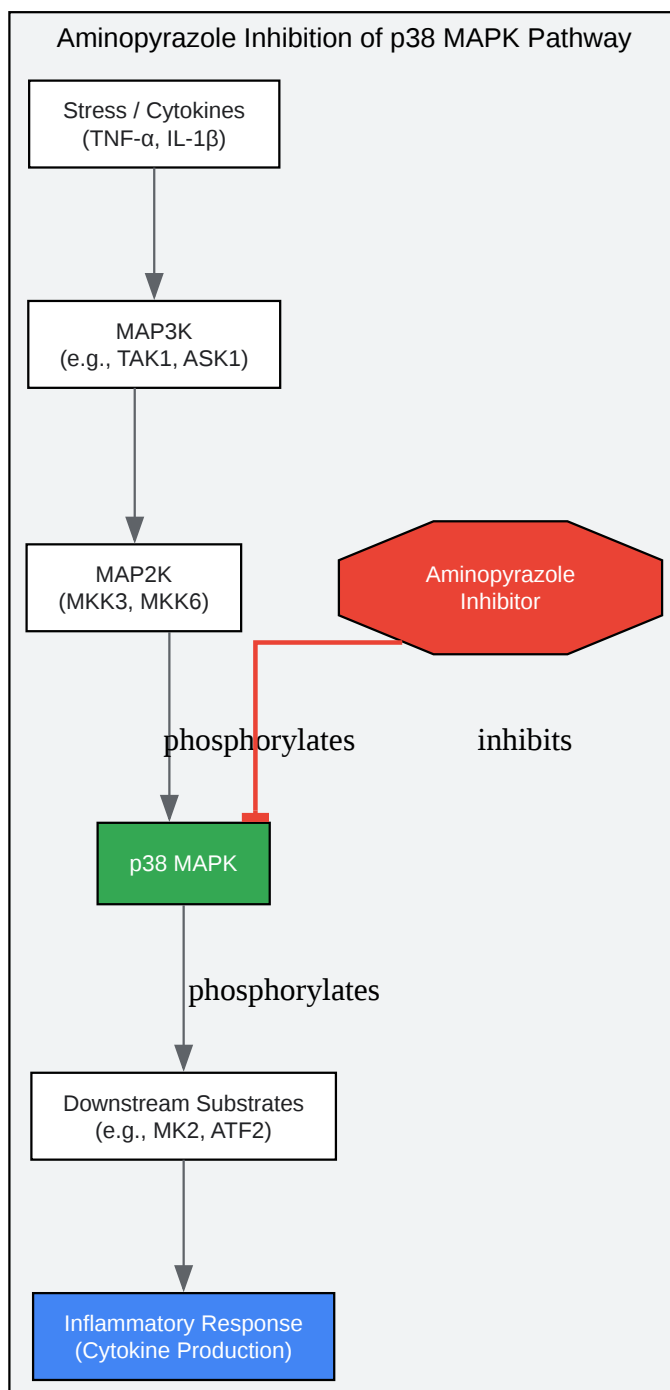 Aminopyrazole Inhibition of p38 MAPK Pathway
Stress / Cytokines
(TNF-α, IL-1β)
MAP3K
(e.g., TAK1, ASK1)
MAP2K
(MKK3, MKK6)
Aminopyrazole
Inhibitor
phosphorylates
inhibits
p38 MAPK
phosphorylates
Downstream Substrates
(e.g., MK2, ATF2)
Inflammatory Response
(Cytokine Production)